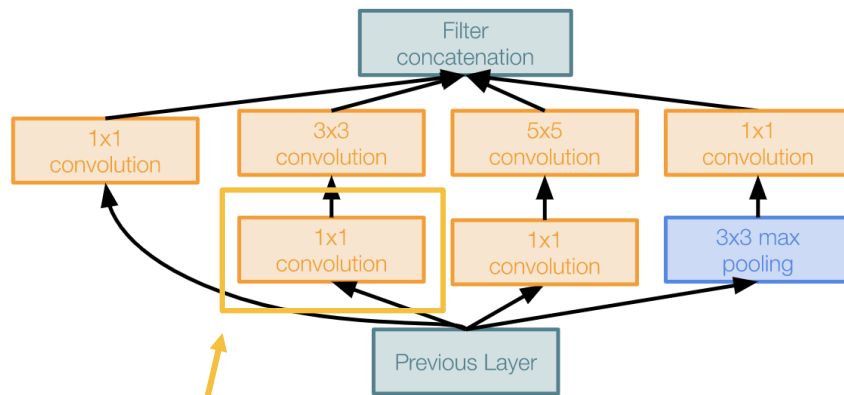 Filter
concatenation
1x1
convolution
3x3
convolution
5x5
convolution
1x1
convolution
1x1
convolution
1x1
convolution
3x3 max
pooling
Previous Layer